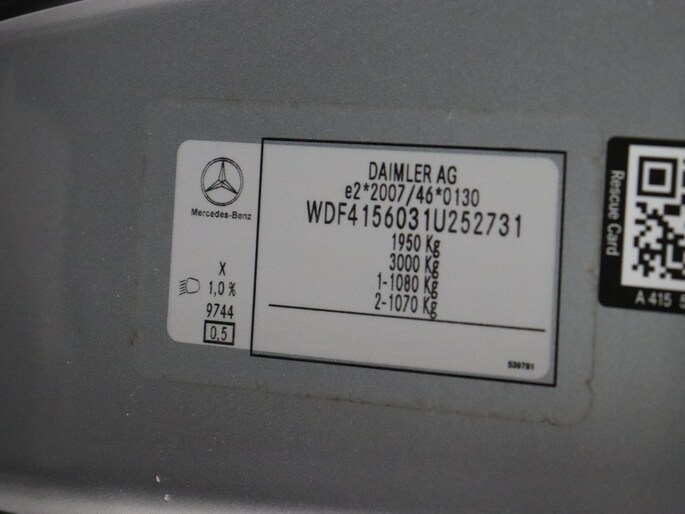 Mercedes-Benz
X
1,0 %
9744
0,5
DAIMLER AG
e2*2007/46*0130
WDF4156031U252731
1950 Kg
3000 Kg
1-1080 Kg
2-1070 Kg
539781
Rescue Card
A 415 5